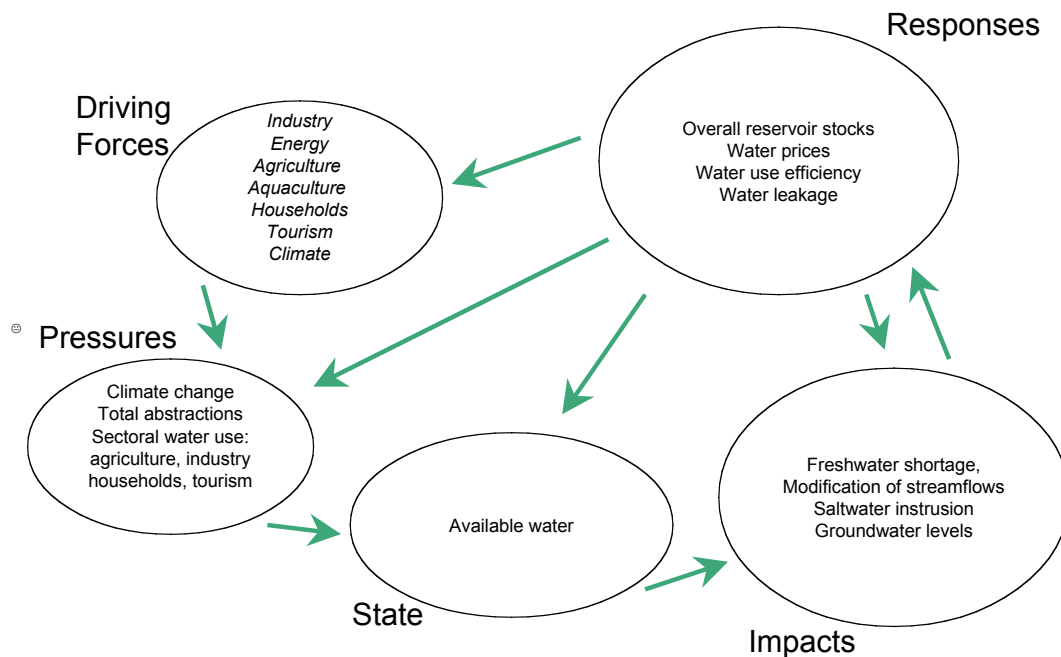 Responses
Overall reservoir stocks
Water prices
Water use efficiency
Water leakage
Driving
Forces
Industry
Energy
Agriculture
Aquaculture
Households
Tourism
Climate
Pressures
Climate change
Total abstractions
Sectoral water use:
agriculture, industry
households, tourism
Available water
State
Freshwater shortage,
Modification of streamflows
Saltwater instrusion
Groundwater levels
Impacts